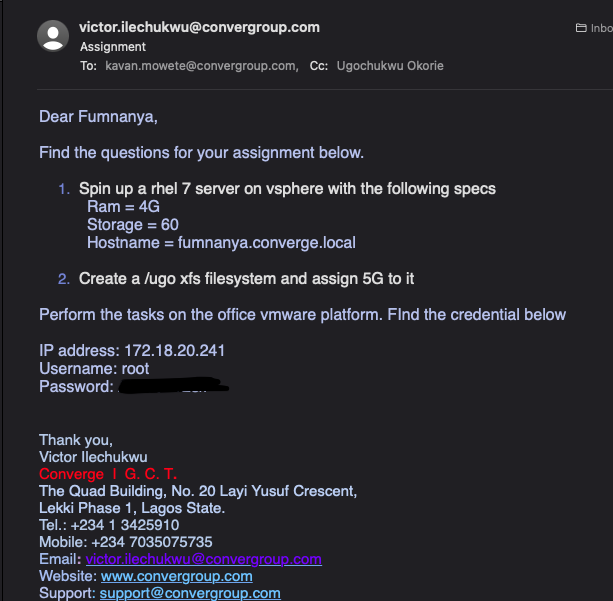 victor.ilechukwu@convergroup.com
Inbo
Assignment
To: kavan.mowete@convergroup.com, Cc: Ugochukwu Okorie
Dear Fumnanya,
Find the questions for your assignment below.
1. Spin up a rhel 7 server on vsphere with the following specs
Ram = 4G
Storage = 60
Hostname = fumnanya.converge.local
2. Create a /ugo xfs filesystem and assign 5G to it
Perform the tasks on the office vmware platform. FInd the credential below
IP address: 172.18.20.241
Username: root
Password:
Thank you,
Victor Ilechukwu
Converge I G. C. T.
The Quad Building, No. 20 Layi Yusuf Crescent,
Lekki Phase 1, Lagos State.
Tel.: +234 1 3425910
Mobile: +234 7035075735
Email: victor.ilechukwu@convergroup.com
Website: www.convergroup.com
Support: support@convergroup.com